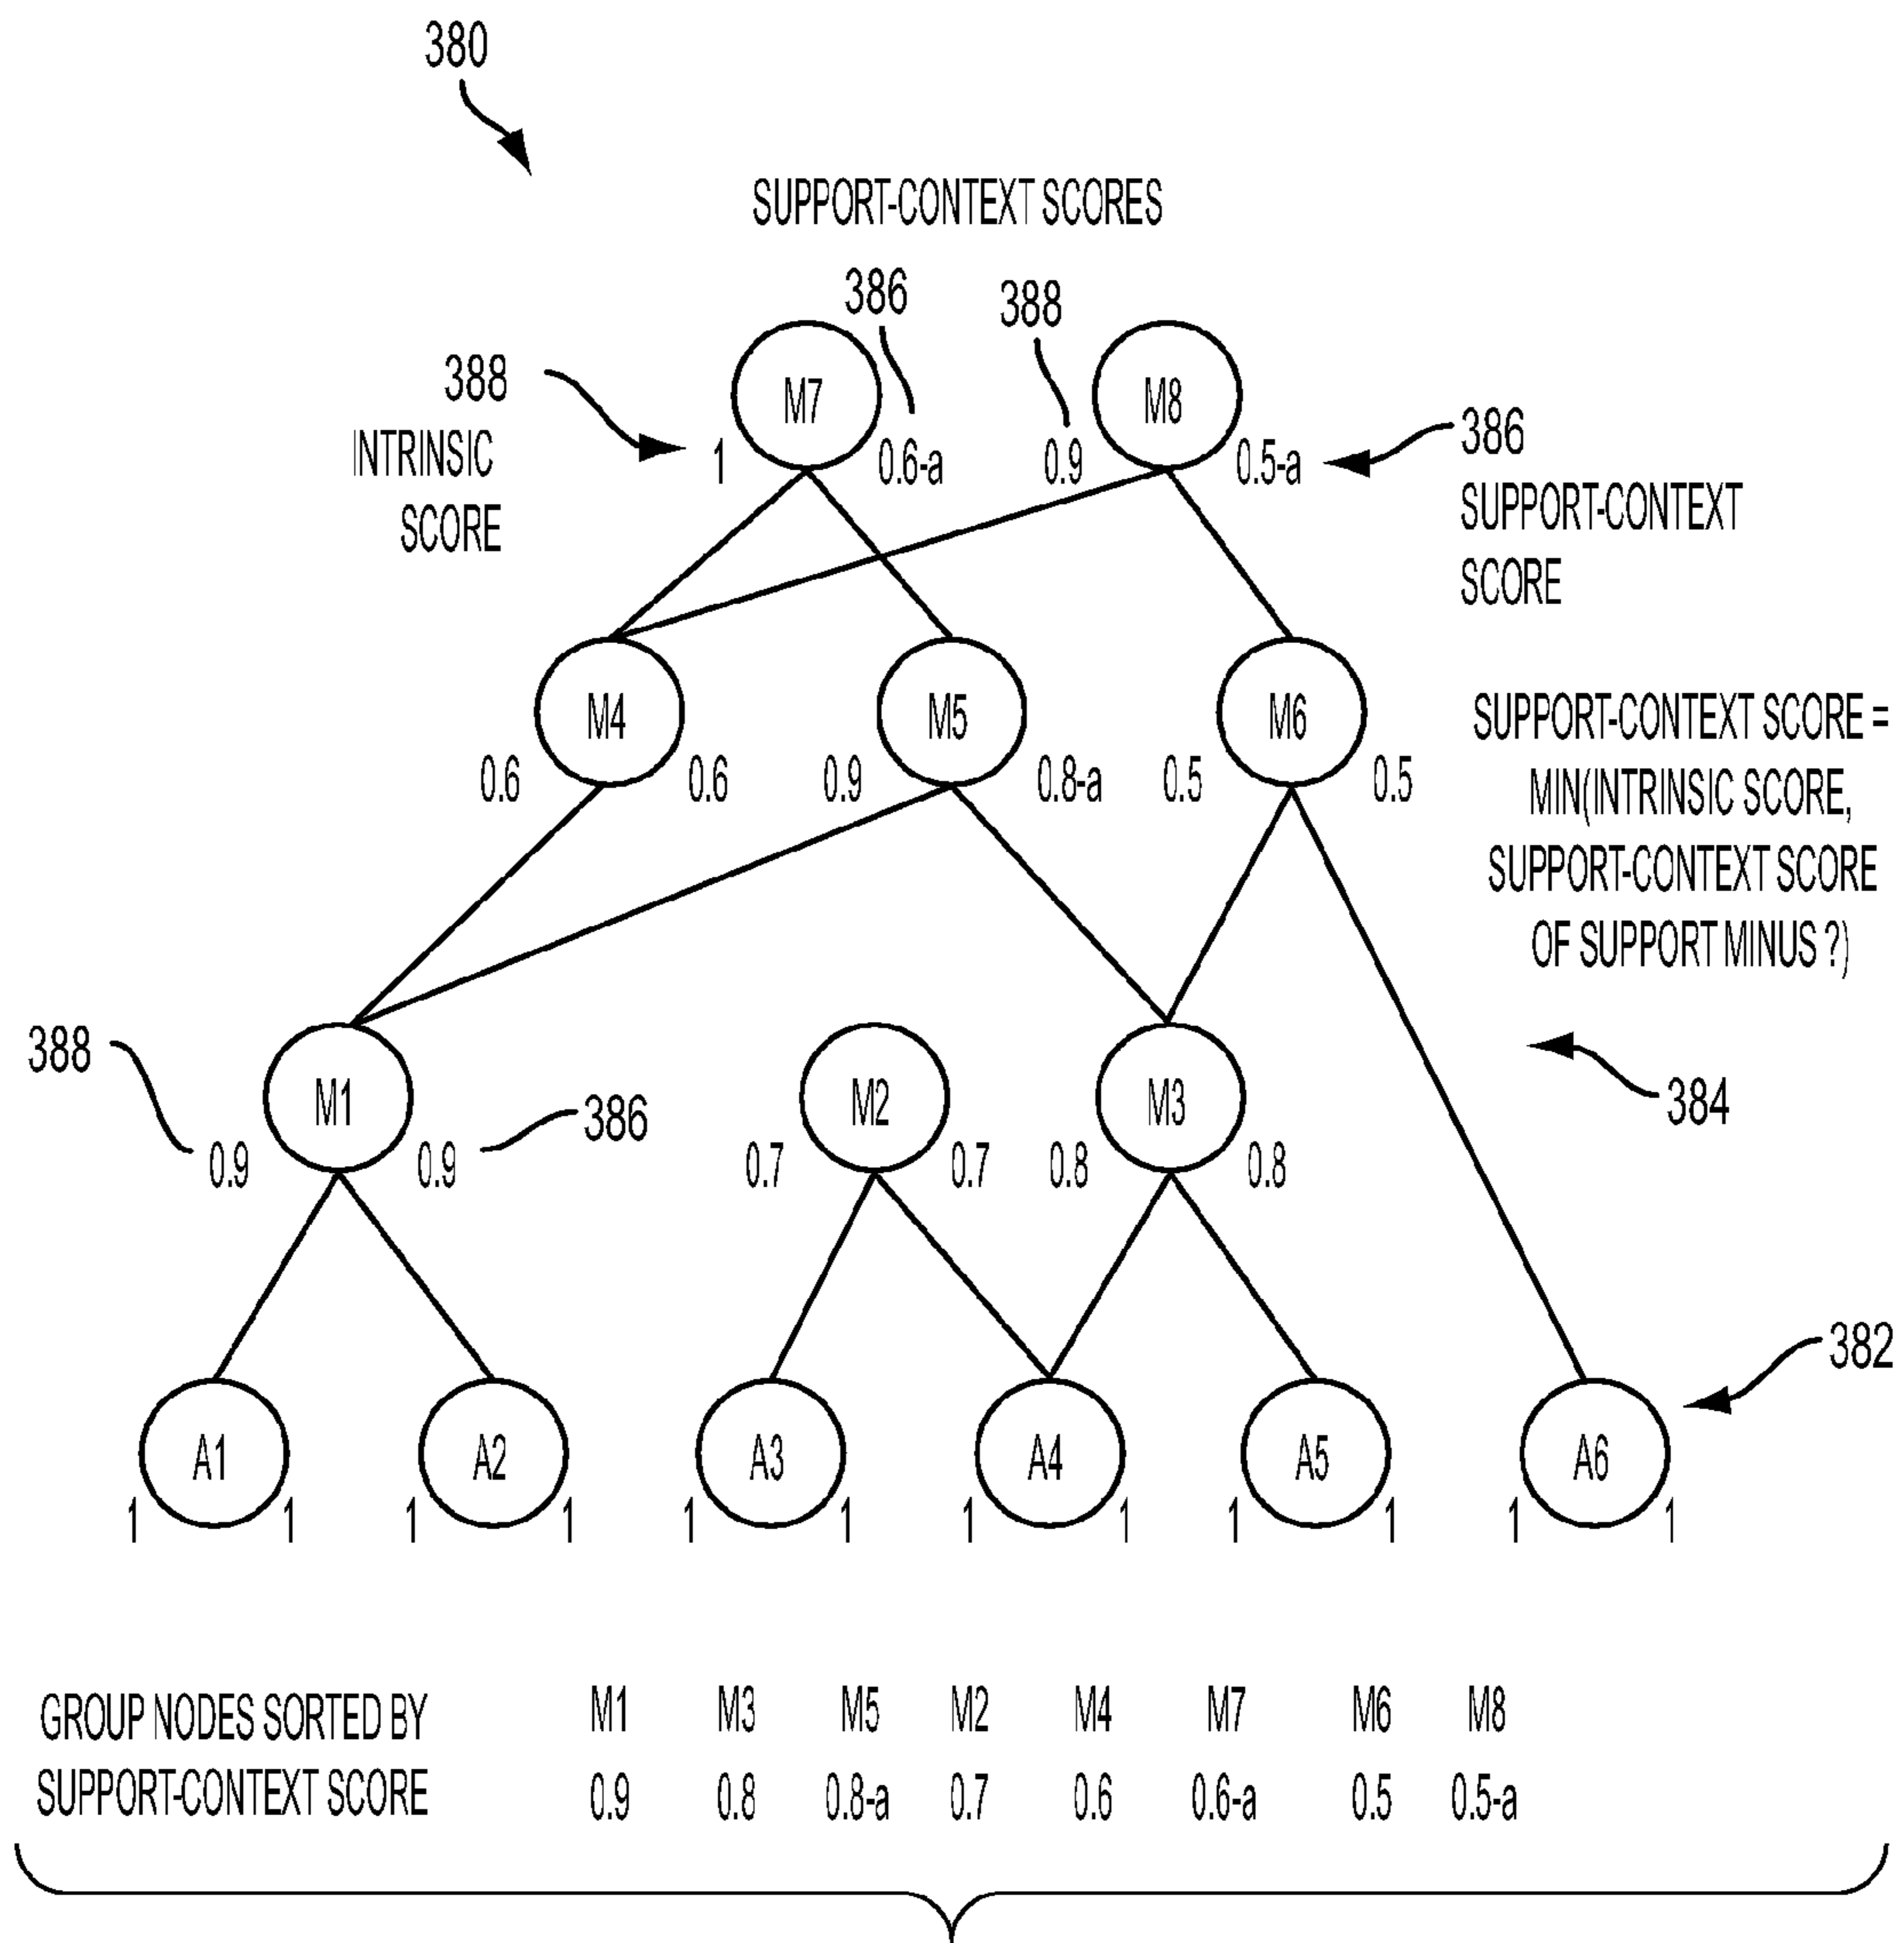 380
SUPPORT-CONTEXT SCORES
386
388
388
INTRINSIC
SCORE
M7
M8
1
0.6-a
0.9
0.5-a
386
SUPPORT-CONTEXT
SCORE
M4
M5
M6
0.6
0.6
0.9
0.8-a
0.5
0.5
SUPPORT-CONTEXT SCORE =
MIN(INTRINSIC SCORE,
SUPPORT-CONTEXT SCORE
OF SUPPORT MINUS ?)
388
M1
386
M2
M3
384
0.9
0.9
0.7
0.7
0.8
0.8
382
A1
A2
A3
A4
A5
A6
1
1
1
1
1
1
1
1
1
1
1
1
GROUP NODES SORTED BY M1 M3 M5 M2 M4 M7 M6 M8
SUPPORT-CONTEXT SCORE 0.9 0.8 0.8-a 0.7 0.6 0.6-a 0.5 0.5-a